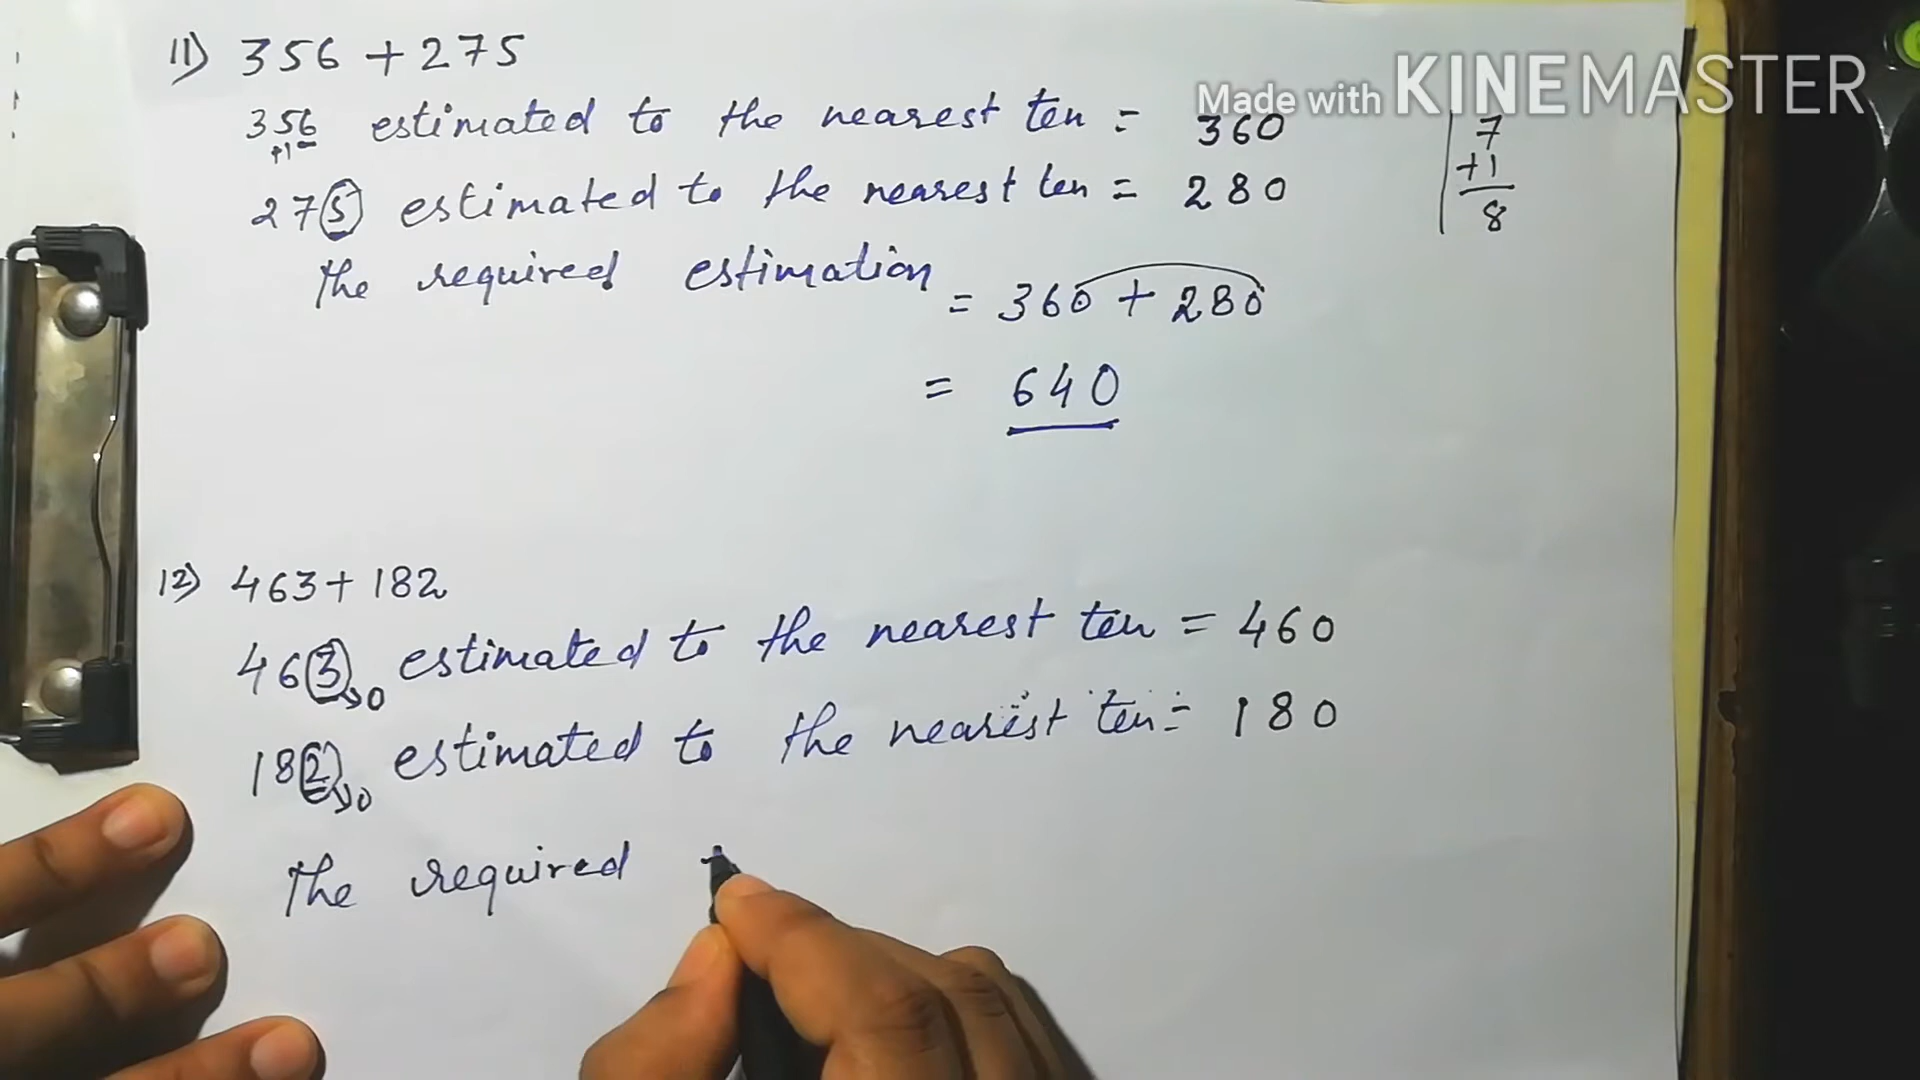 11) 356 + 275
Made with KINEMASTER
356 estimated to the nearest ten = 360
+1
7
+1
8
275 estimated to the nearest ten = 280
the required estimation
= 360 + 280
= 640
12) 463 + 182
463 estimated to the nearest ten = 460
0
182 estimated to the nearest ten = 180
0
The required